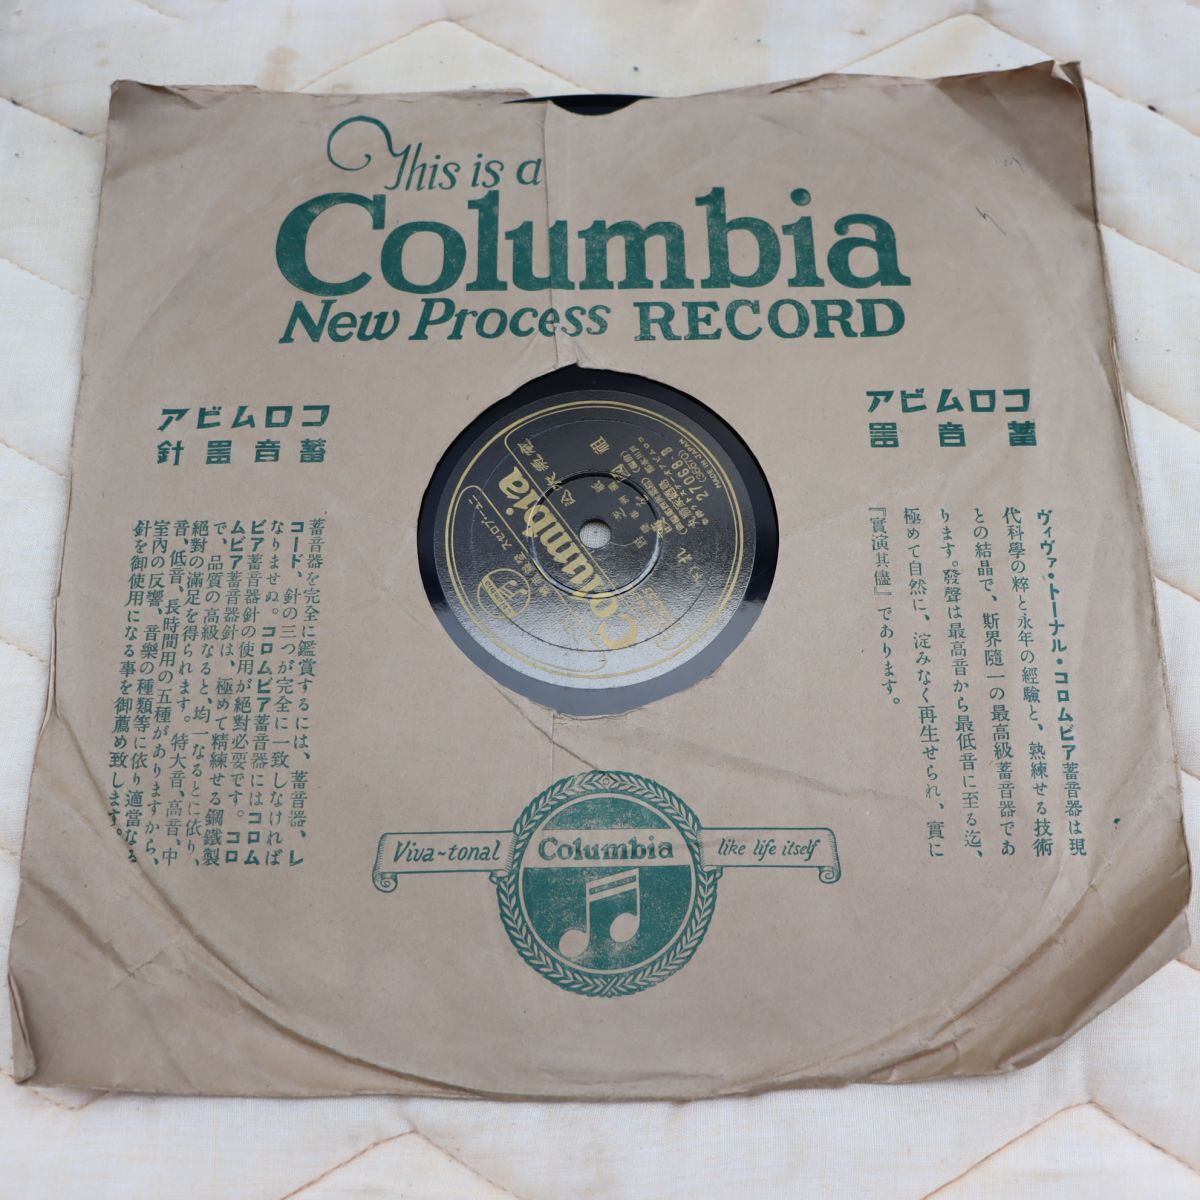 This is a
Columbia
New Process RECORD
アビムロコ
器音蓄
ヴィヴァ・トーナル・コロムビア蓄音器は現
代科學の粹と永年の經驗と、熟練せる技術
との結晶で、斯界隨一の最高級蓄音器であ
ります。發聲は最高音から最低音に至る迄、
極めて自然に、淀みなく再生せられ、實に
『實演其儘』であります。
アビムロコ
針器音蓄
蓄音器を完全に鑑賞するには、蓄音器、レ
コード、針の三つが完全に一致しなければ
なりませぬ。コロムビア蓄音器にはコロム
ビア蓄音器針の使用が絕對必要です。コロ
ムビア蓄音器針は、極めて精練せる鋼鐵製
で、品質の高級なると、均一なるとに依り、
絕對の滿足を得られます。特大音、高音、中
音、低音、長時間用の五種がありますから、
室內の反響、音樂の種類等に依り適當なる
針を御使用になる事を御薦め致します。
Columbia
27068-B
(36670)
MADE IN JAPAN
Viva-tonal
Columbia
like life itself